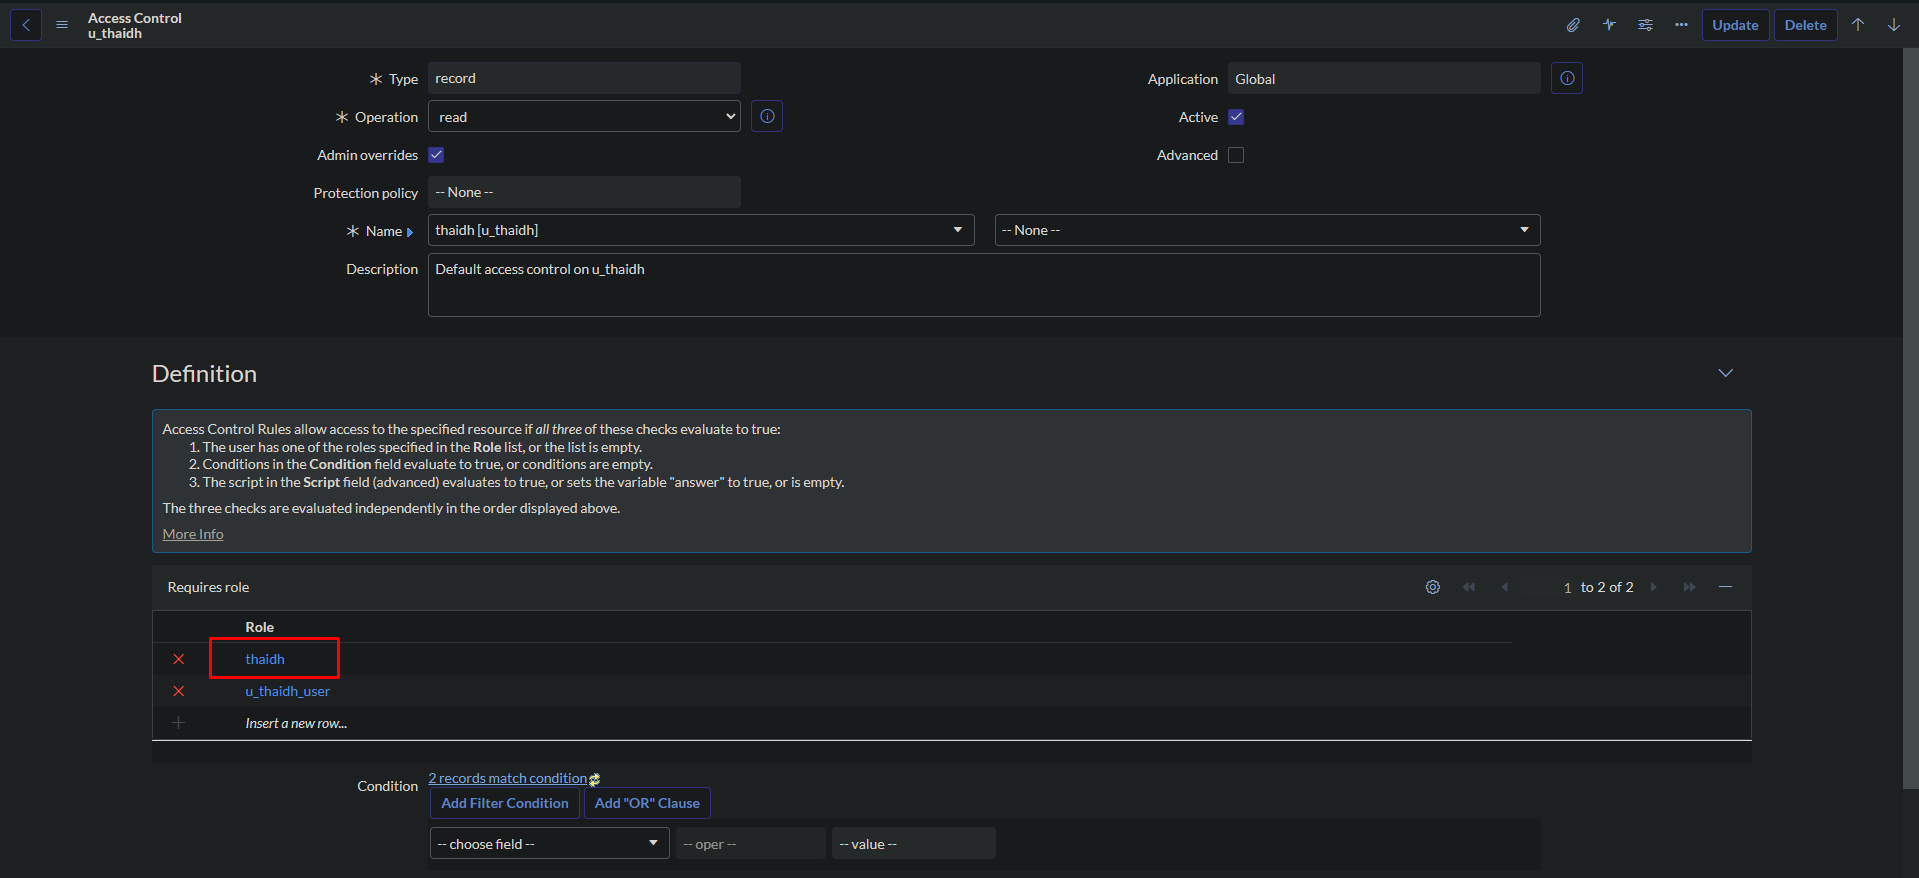 Access Control
u_thaidh
Update
Delete
Type
record
Application
Global
Operation
read
Active
Admin overrides
Advanced
Protection policy
-- None --
Name
thaidh [u_thaidh]
-- None --
Description
Default access control on u_thaidh
Definition
Access Control Rules allow access to the specified resource if all three of these checks evaluate to true:
1. The user has one of the roles specified in the Role list, or the list is empty.
2. Conditions in the Condition field evaluate to true, or conditions are empty.
3. The script in the Script field (advanced) evaluates to true, or sets the variable "answer" to true, or is empty.
The three checks are evaluated independently in the order displayed above.
More Info
Requires role
1 to 2 of 2
Role
thaidh
u_thaidh_user
Insert a new row...
Condition
2 records match condition
Add Filter Condition
Add "OR" Clause
-- choose field --
-- oper --
-- value --